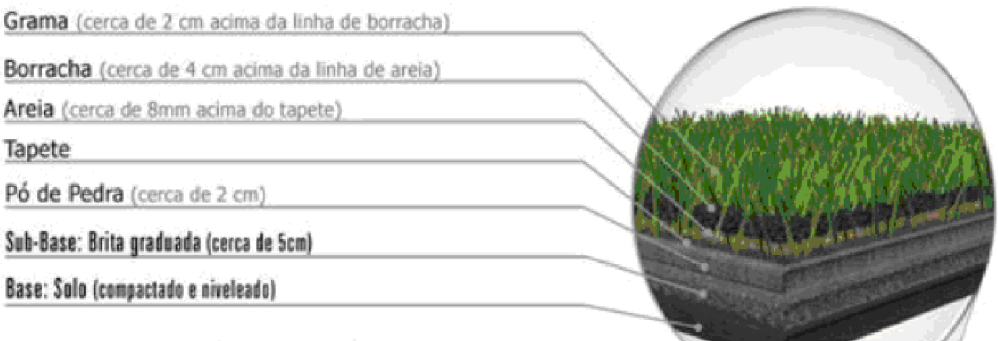 Grama (cerca de 2 cm acima da linha de borracha)
Borracha (cerca de 4 cm acima da linha de areia)
Areia (cerca de 8mm acima do tapete)
Tapete
Pó de Pedra (cerca de 2 cm)
Sub-Base: Brita graduada (cerca de 5cm)
Base: Solo (compactado e niveleado)